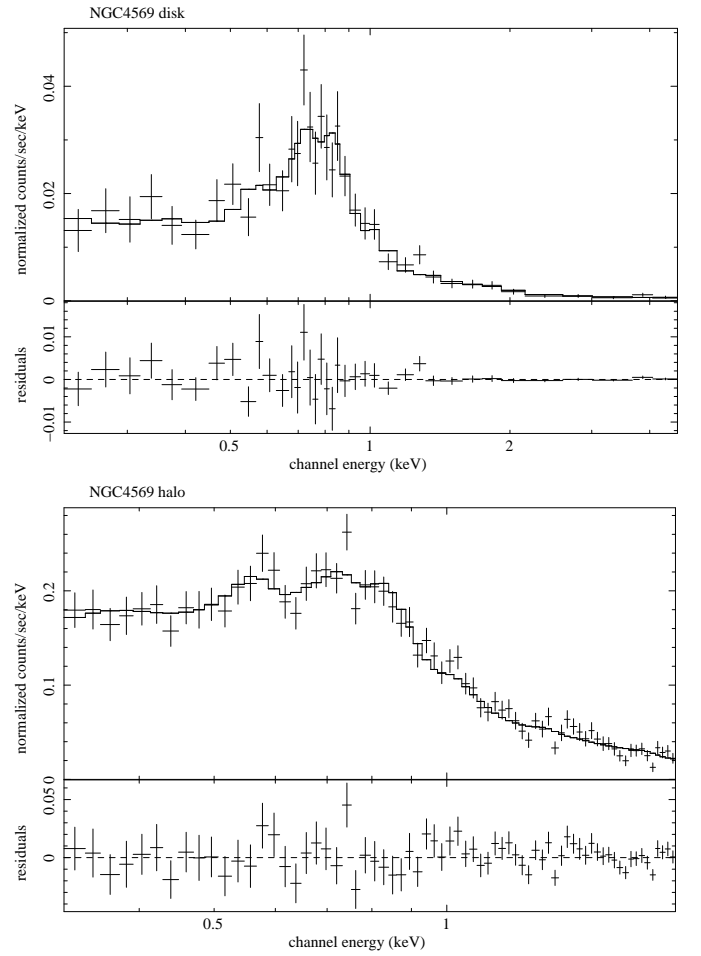 NGC4569 disk
normalized counts/sec/keV
0.04
0.02
0
residuals
0.01
0
−0.01
0.5
1
2
channel energy (keV)
NGC4569 halo
normalized counts/sec/keV
0.2
0.1
0
residuals
0.05
0
0.5
1
channel energy (keV)